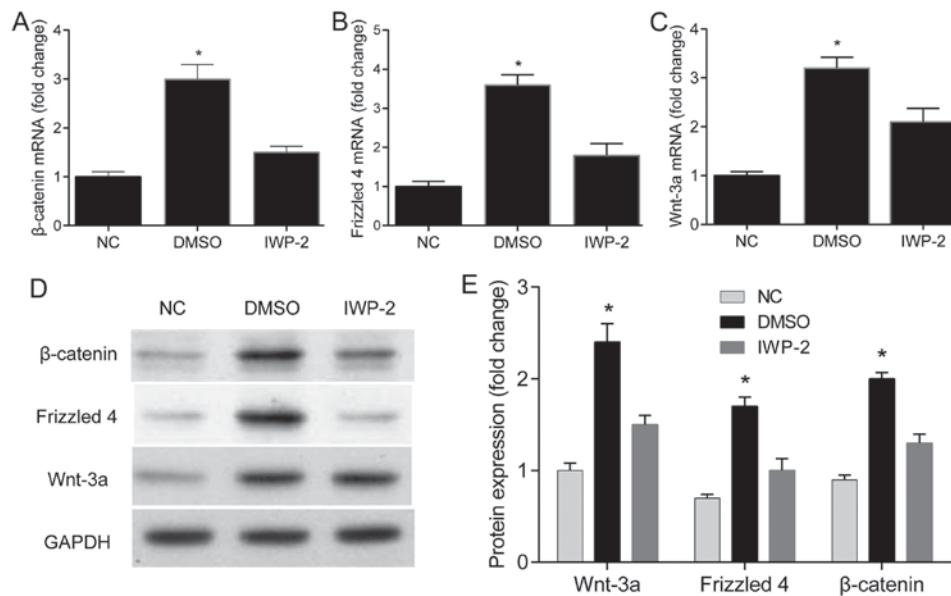 A
β-catenin mRNA (fold change)
4
3
2
1
0
*
NC DMSO IWP-2
B
Frizzled 4 mRNA (fold change)
6
4
2
0
*
NC DMSO IWP-2
C
Wnt-3a mRNA (fold change)
4
3
2
1
0
*
NC DMSO IWP-2
D
NC DMSO IWP-2
β-catenin
Frizzled 4
Wnt-3a
GAPDH
E
Protein expression (fold change)
3
2
1
0
NC
DMSO
IWP-2
*
*
*
Wnt-3a Frizzled 4 β-catenin